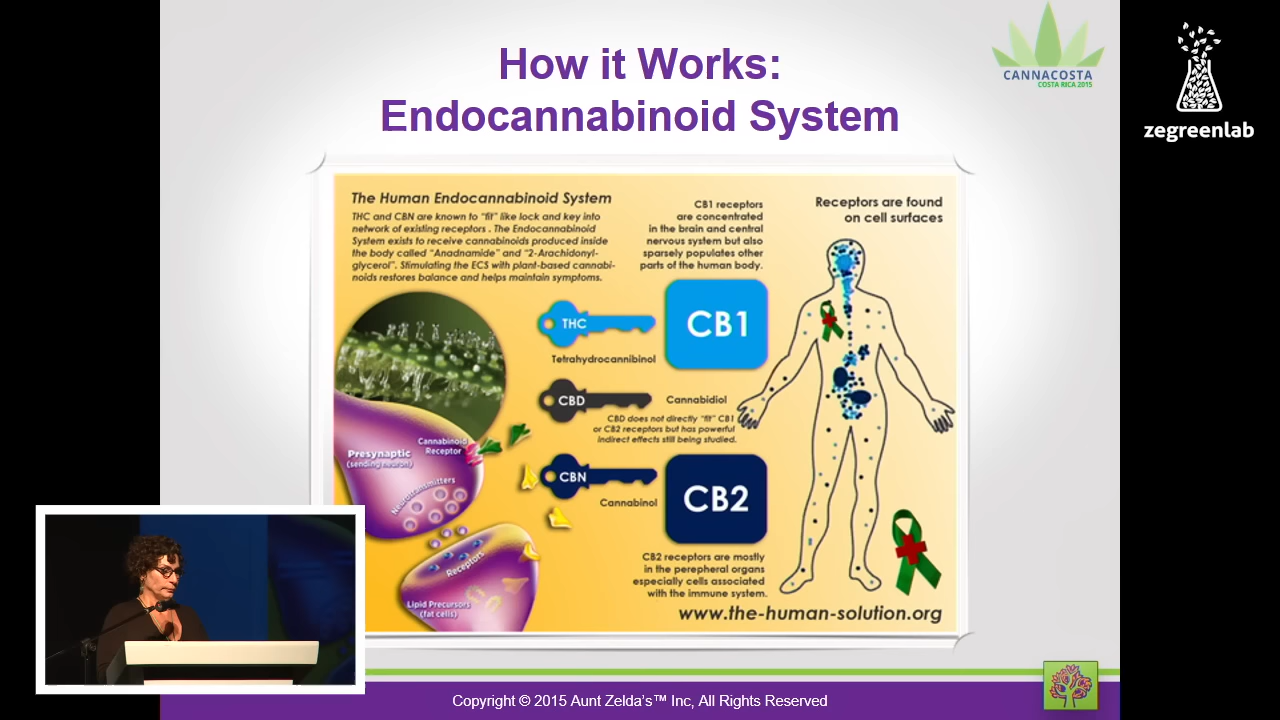 How it Works:
Endocannabinoid System
CANNACOSTA
COSTA RICA 2015
zegreenlab
The Human Endocannabinoid System
THC and CBN are known to "fit" like lock and key into
network of existing receptors . The Endocannabinoid
System exists to receive cannabinoids produced inside
the body called "Anadnamide" and "2-Arachidonyl-
glycerol". Stimulating the ECS with plant-based cannabi-
noids restores balance and helps maintain symptoms.
CB1 receptors
are concentrated
in the brain and central
nervous system but also
sparsely populates other
parts of the human body.
Receptors are found
on cell surfaces
THC
CB1
Tetrahydrocannibinol
CBD
Cannabidiol
CBD does not directly "fit" CB1
or CB2 receptors but has powerful
indirect effects still being studied.
Cannabinoid
Receptor
Presynaptic
(sending neuron)
Neurotransmitters
CBN
CB2
Cannabinol
Receptors
Lipid Precursors
(fat cells)
CB2 receptors are mostly
in the perepheral organs
especially cells associated
with the immune system.
www.the-human-solution.org
Copyright © 2015 Aunt Zelda's™ Inc, All Rights Reserved